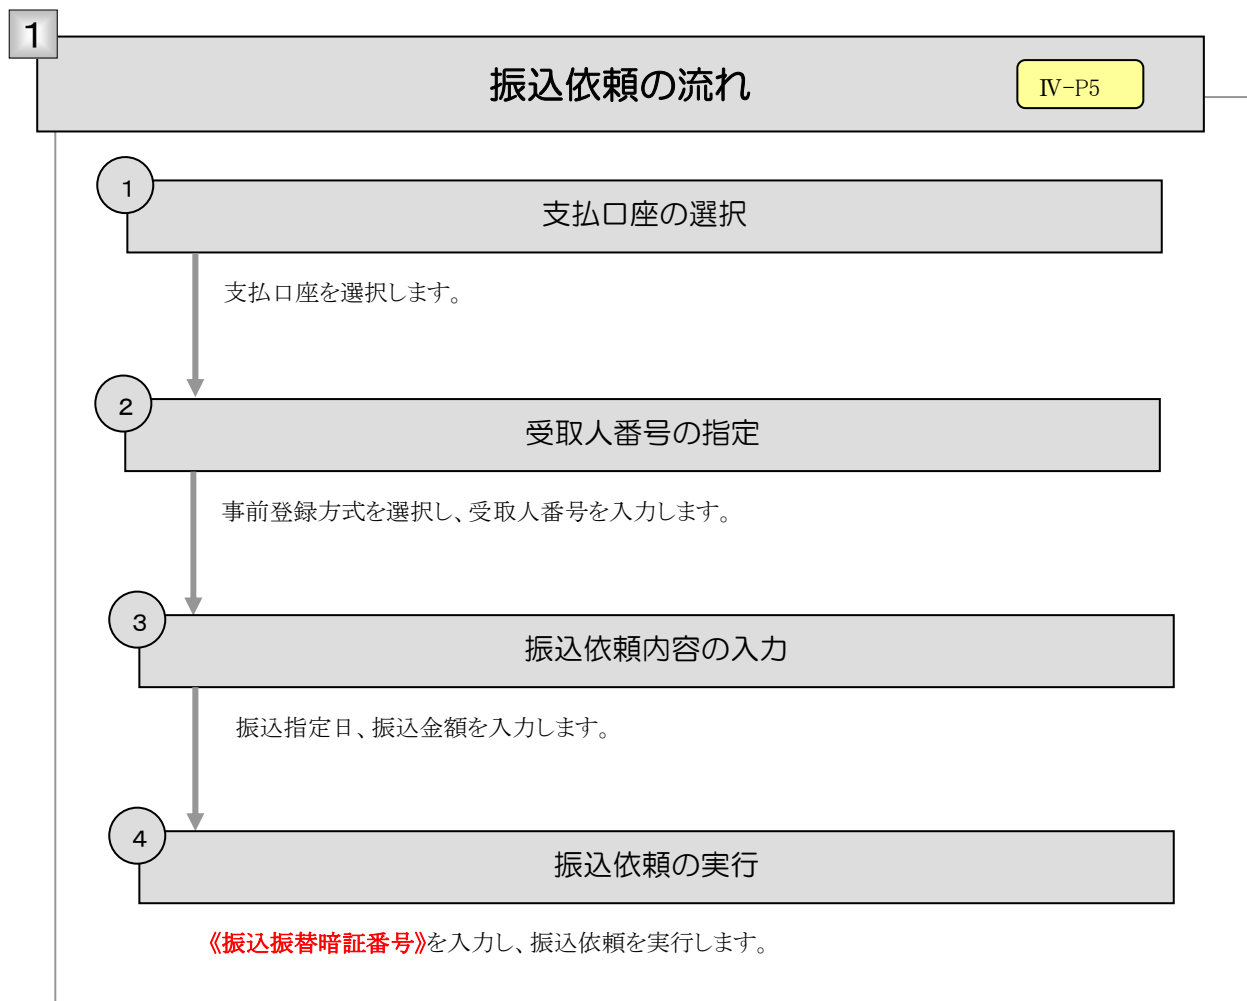 1
振込依頼の流れ
Ⅳ-P5
1
支払口座の選択
支払口座を選択します。
2
受取人番号の指定
事前登録方式を選択し、受取人番号を入力します。
3
振込依頼内容の入力
振込指定日、振込金額を入力します。
4
振込依頼の実行
《振込振替暗証番号》を入力し、振込依頼を実行します。